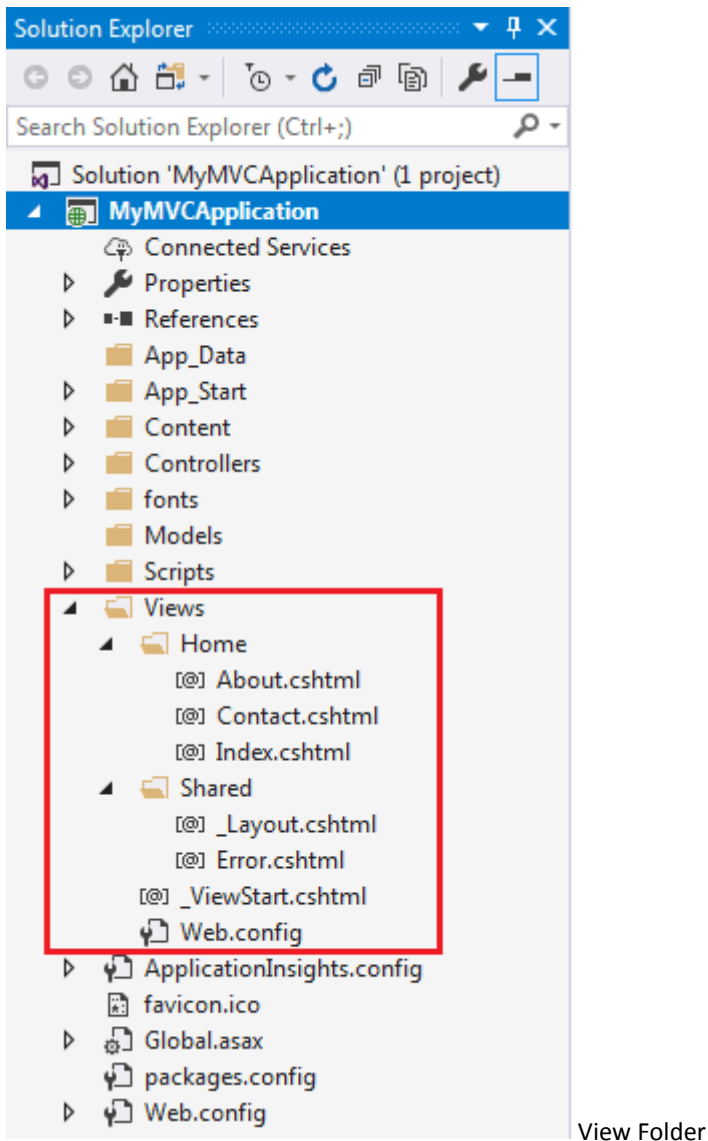 Solution Explorer
Search Solution Explorer (Ctrl+;)
Solution 'MyMVCApplication' (1 project)
MyMVCApplication
Connected Services
Properties
References
App_Data
App_Start
Content
Controllers
fonts
Models
Scripts
Views
Home
[@] About.cshtml
[@] Contact.cshtml
[@] Index.cshtml
Shared
[@] _Layout.cshtml
[@] Error.cshtml
[@] _ViewStart.cshtml
Web.config
ApplicationInsights.config
favicon.ico
Global.asax
packages.config
Web.config
View Folder